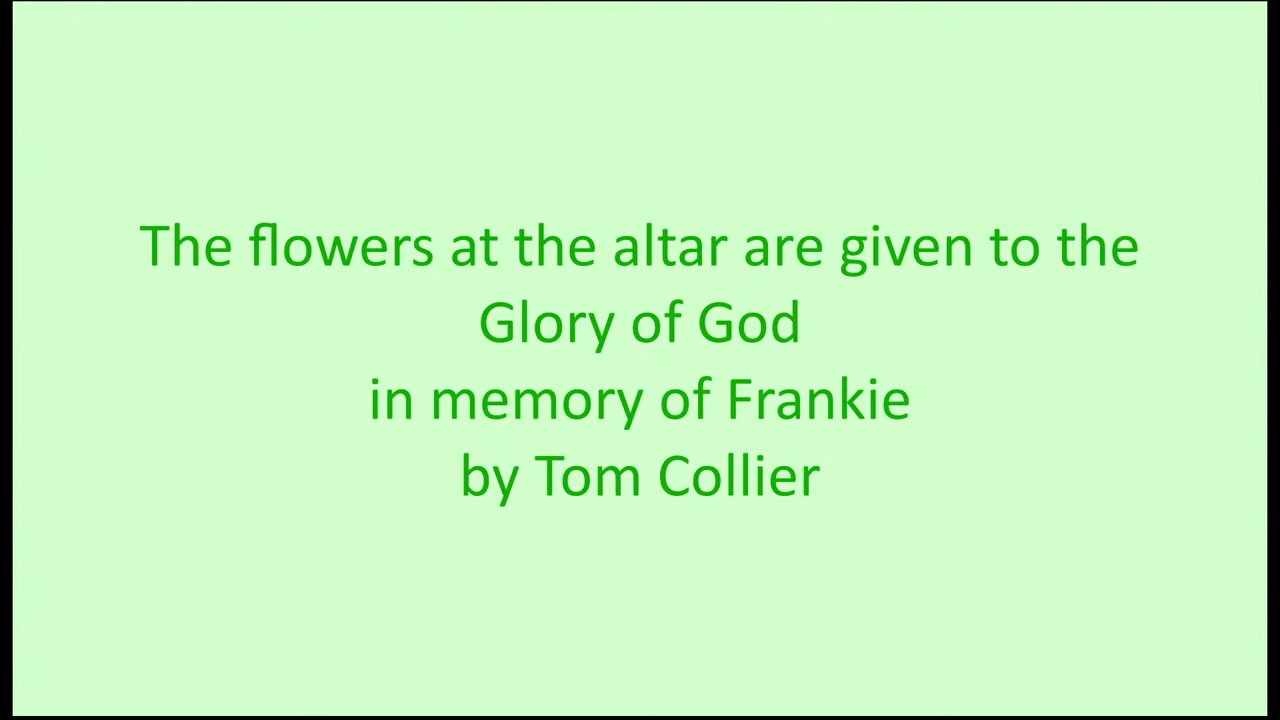 The flowers at the altar are given to the
Glory of God
in memory of Frankie
by Tom Collier